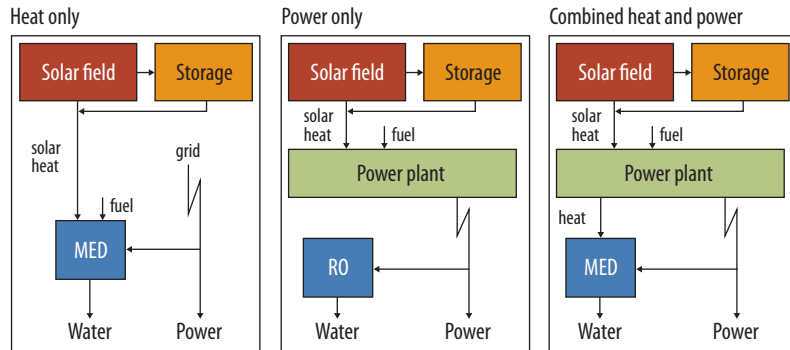 Heat only
Solar field
Storage
solar
heat
grid
fuel
MED
Water
Power
Power only
Solar field
Storage
solar
heat
fuel
Power plant
RO
Water
Power
Combined heat and power
Solar field
Storage
solar
heat
fuel
Power plant
heat
MED
Water
Power